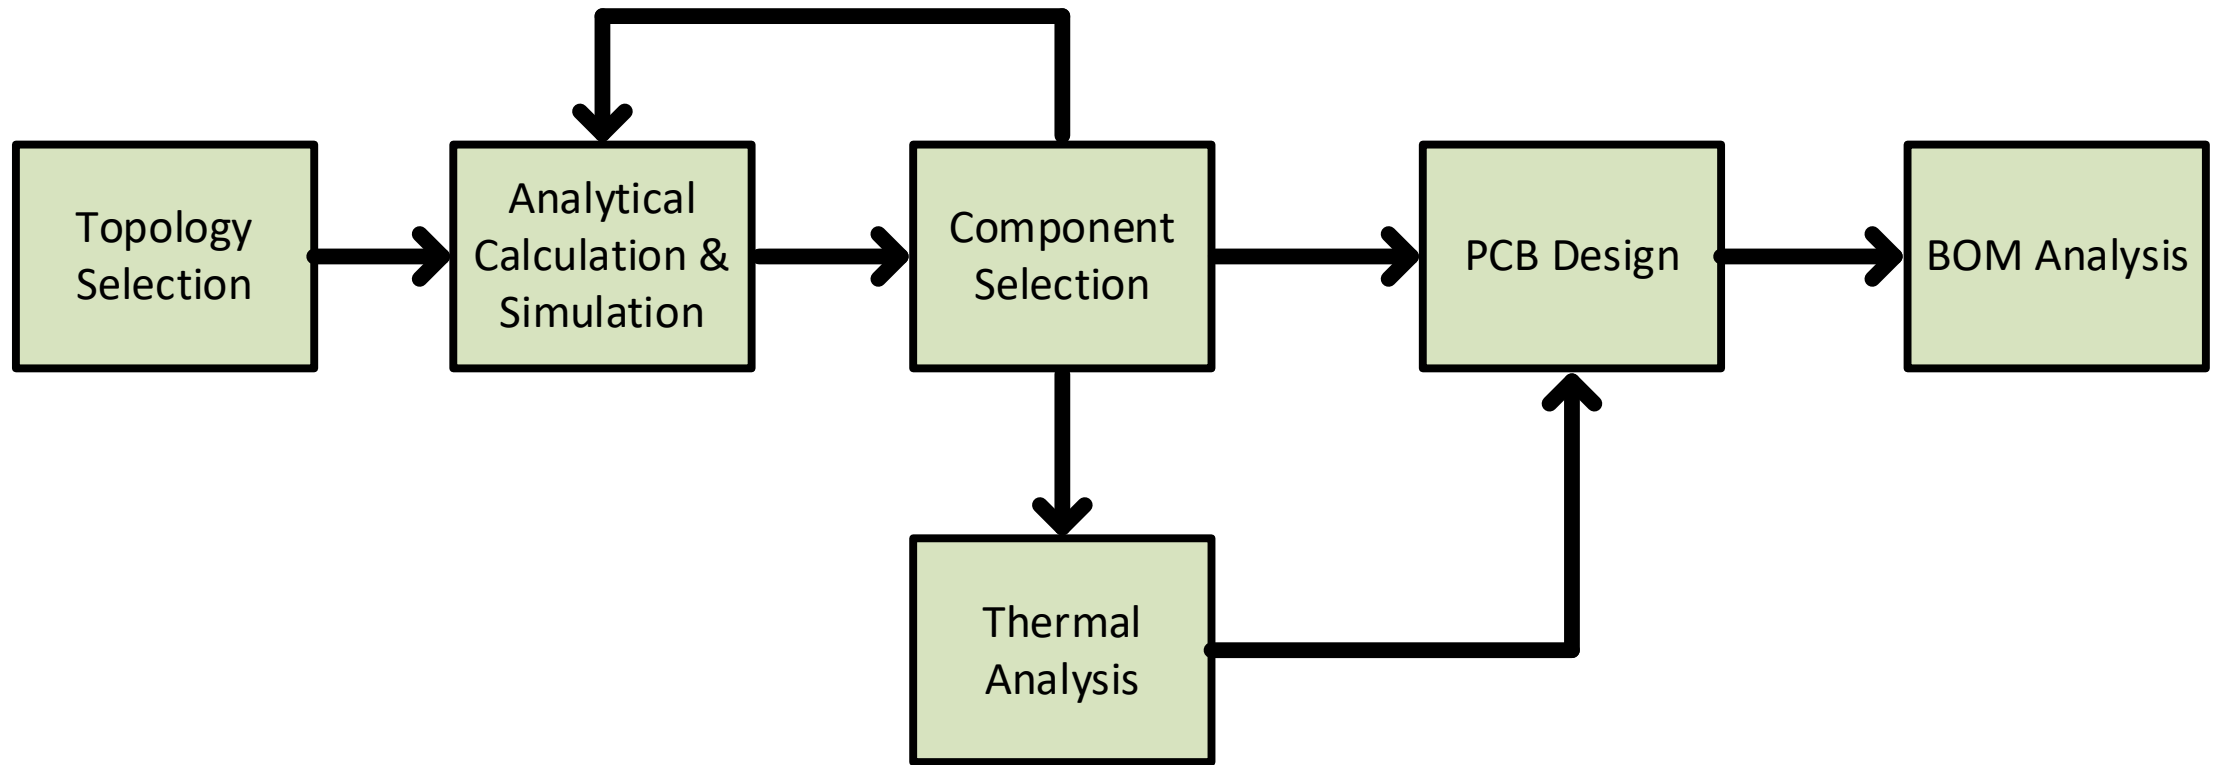 Topology
Selection
Analytical
Calculation &
Simulation
Component
Selection
PCB Design
BOM Analysis
Thermal
Analysis